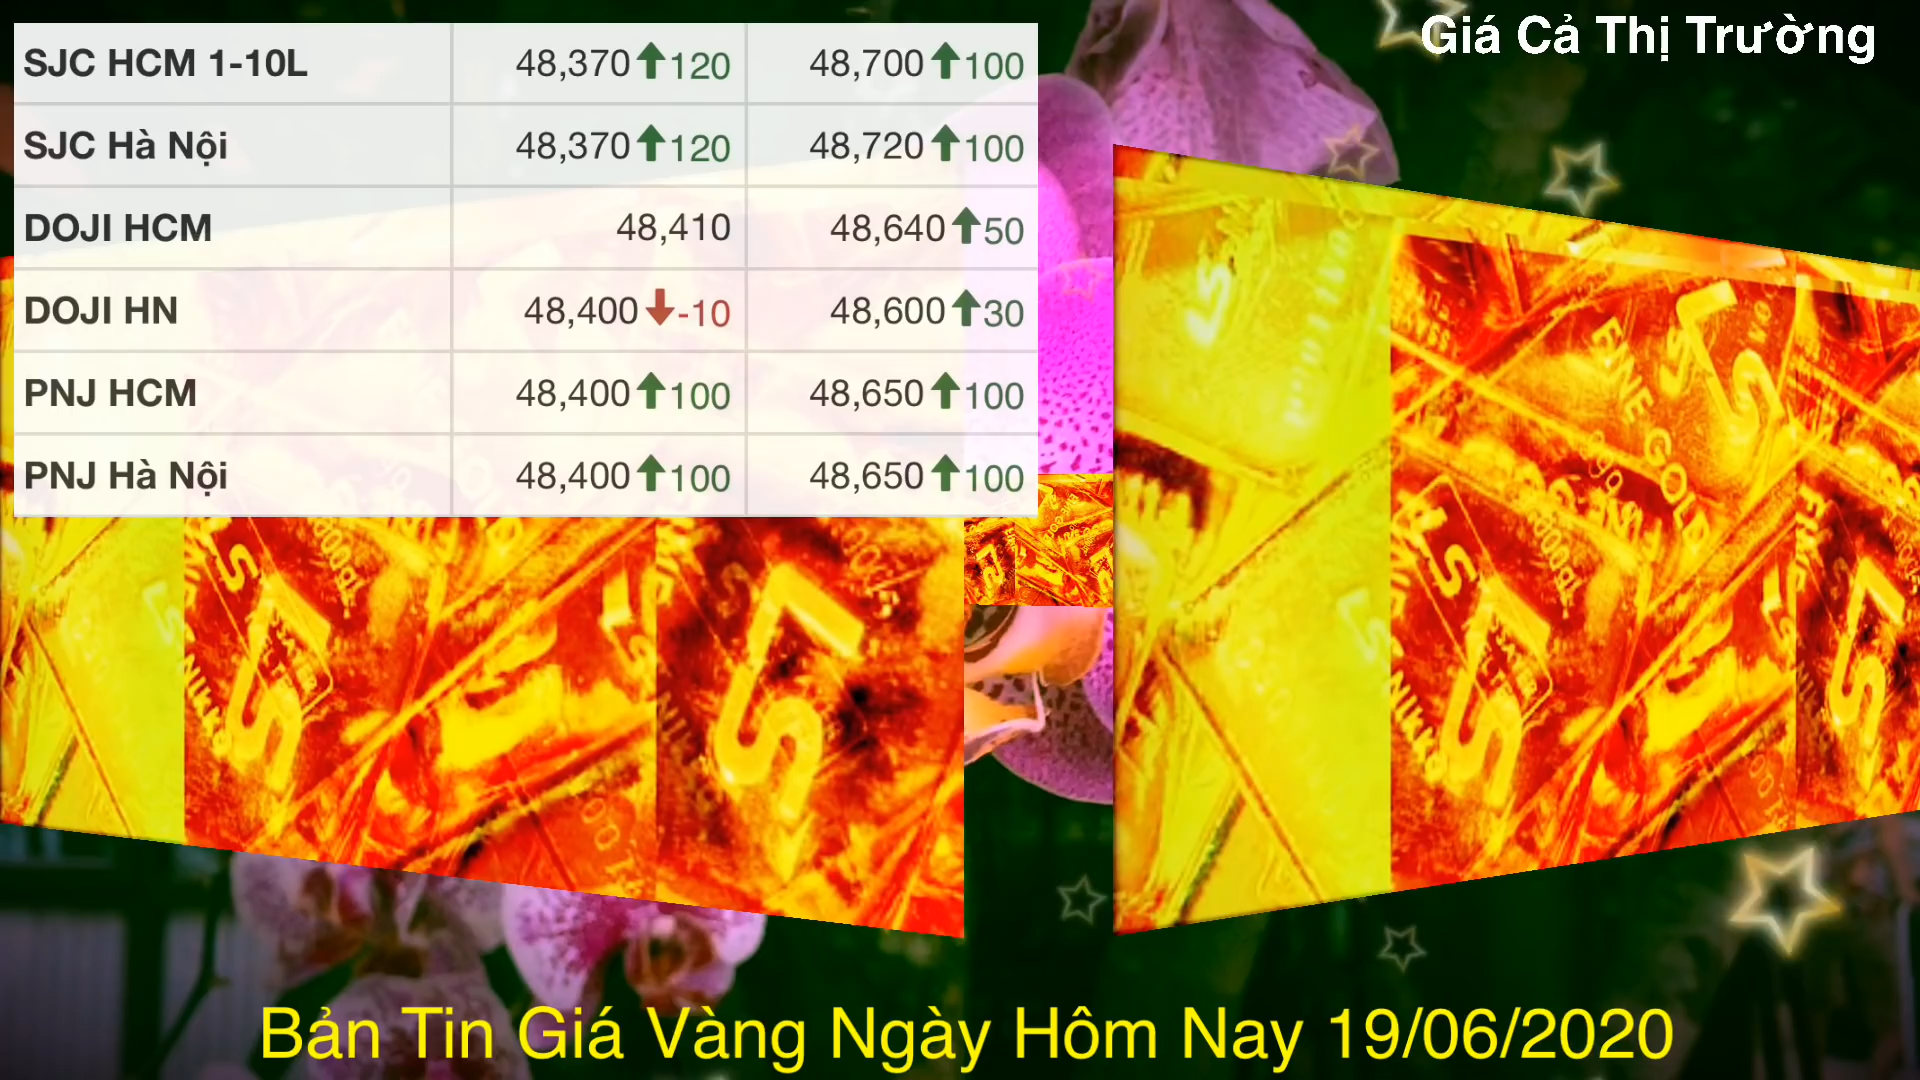 Giá Cả Thị Trường
SJC HCM 1-10L 48,370 120 48,700 100
SJC Hà Nội 48,370 120 48,720 100
DOJI HCM 48,410 48,640 50
DOJI HN 48,400 -10 48,600 30
PNJ HCM 48,400 100 48,650 100
PNJ Hà Nội 48,400 100 48,650 100
FINE GOLD
Bản Tin Giá Vàng Ngày Hôm Nay 19/06/2020